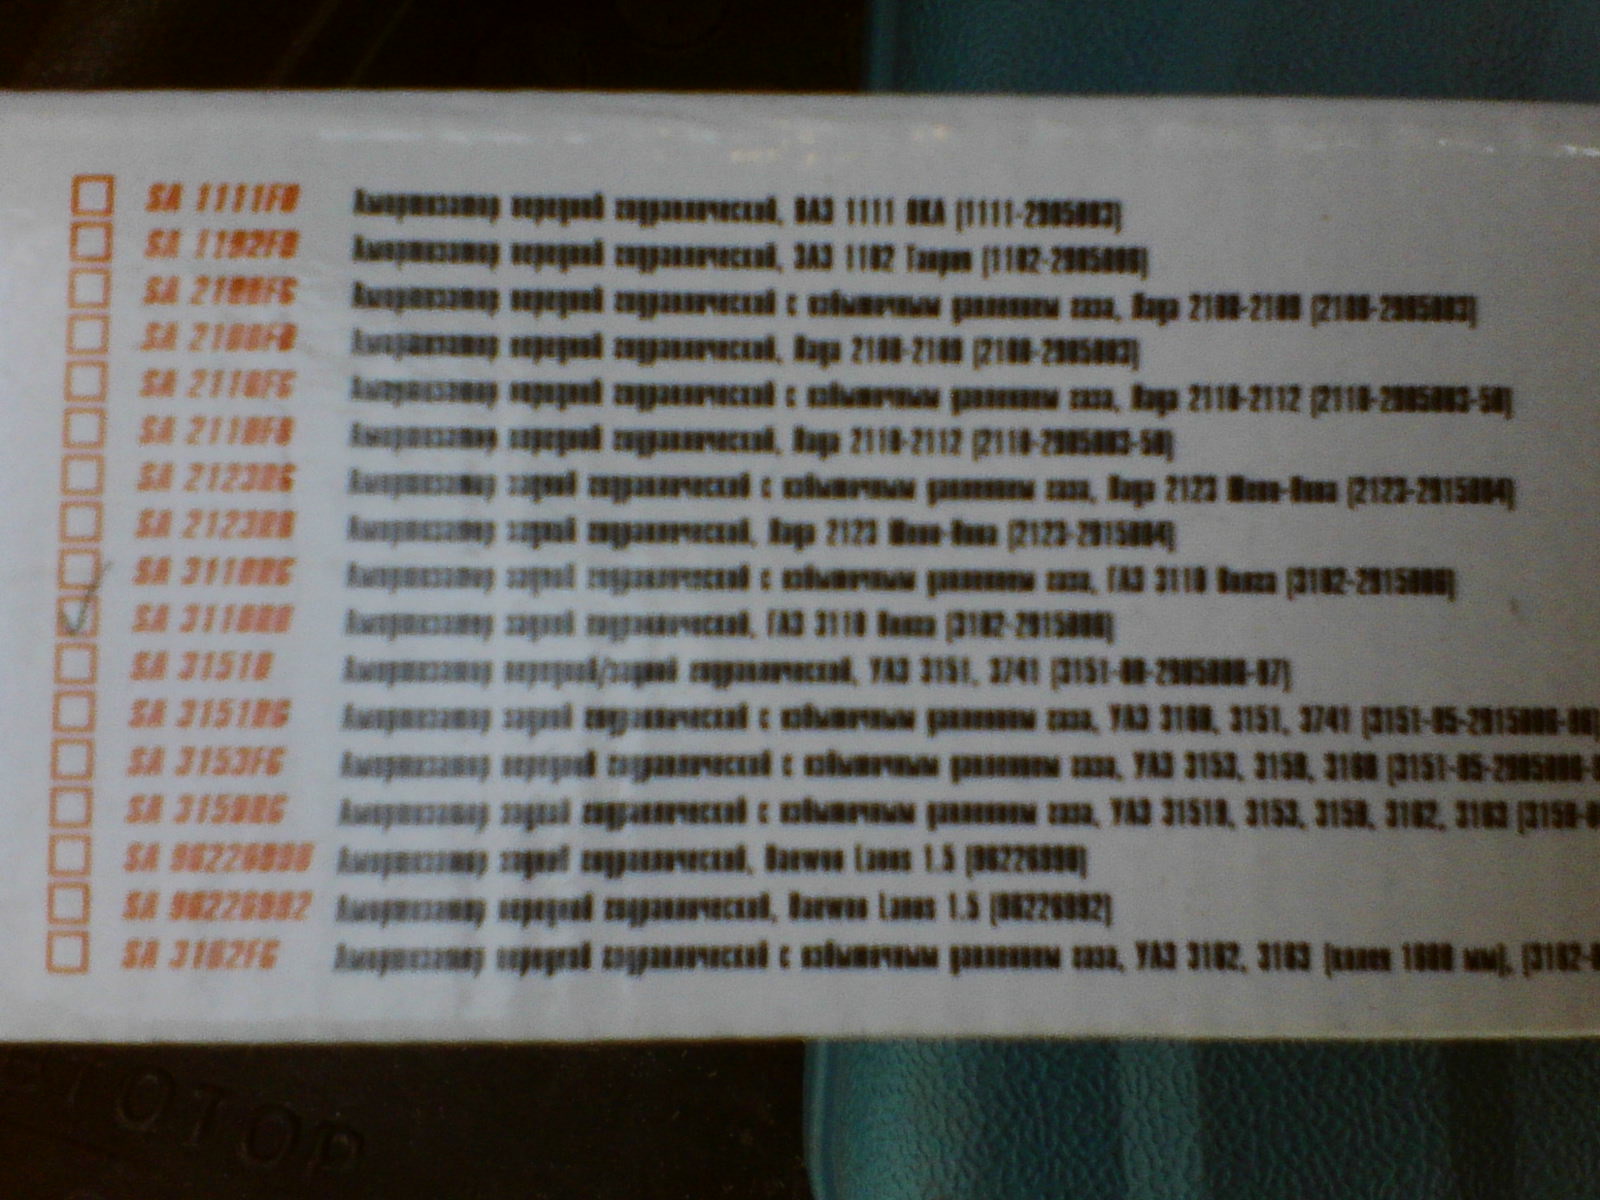 SA 1111FO Амортизатор передний гидравлический, ВАЗ 1111 ОКА (1111-2905003)
SA 1102FO Амортизатор передний гидравлический, ЗАЗ 1102 Таврия (1102-2905006)
SA 2108FG Амортизатор передний гидравлический с избыточным давлением газа, Лада 2108-2109 (2108-2905003)
SA 2108FO Амортизатор передний гидравлический, Лада 2108-2109 (2108-2905003)
SA 2110FG Амортизатор передний гидравлический с избыточным давлением газа, Лада 2110-2112 (2110-2905003-50)
SA 2110FO Амортизатор передний гидравлический, Лада 2110-2112 (2110-2905003-50)
SA 2123RG Амортизатор задний гидравлический с избыточным давлением газа, Лада 2123 Шеви-Нива (2123-2915004)
SA 2123RO Амортизатор задний гидравлический, Лада 2123 Шеви-Нива (2123-2915004)
SA 3110RG Амортизатор задний гидравлический с избыточным давлением газа, ГАЗ 3110 Волга (3102-2915006)
SA 3110RO Амортизатор задний гидравлический, ГАЗ 3110 Волга (3102-2915006)
SA 3151O Амортизатор передний/задний гидравлический, УАЗ 3151, 3741
SA 3151RG Амортизатор задний гидравлический с избыточным давлением газа, УАЗ 3160, 3151, 3741
SA 3153FG Амортизатор передний гидравлический с избыточным давлением газа, УАЗ 3153, 3159, 3160
SA 3159RG Амортизатор задний гидравлический с избыточным давлением газа, УАЗ 31519, 3153, 3159, 3162, 3163
SA 96226990 Амортизатор задний гидравлический, Daewoo Lanos 1.5 (96226990)
SA 96226992 Амортизатор передний гидравлический, Daewoo Lanos 1.5 (96226992)
SA 3162FG Амортизатор передний гидравлический с избыточным давлением газа, УАЗ 3162, 3163